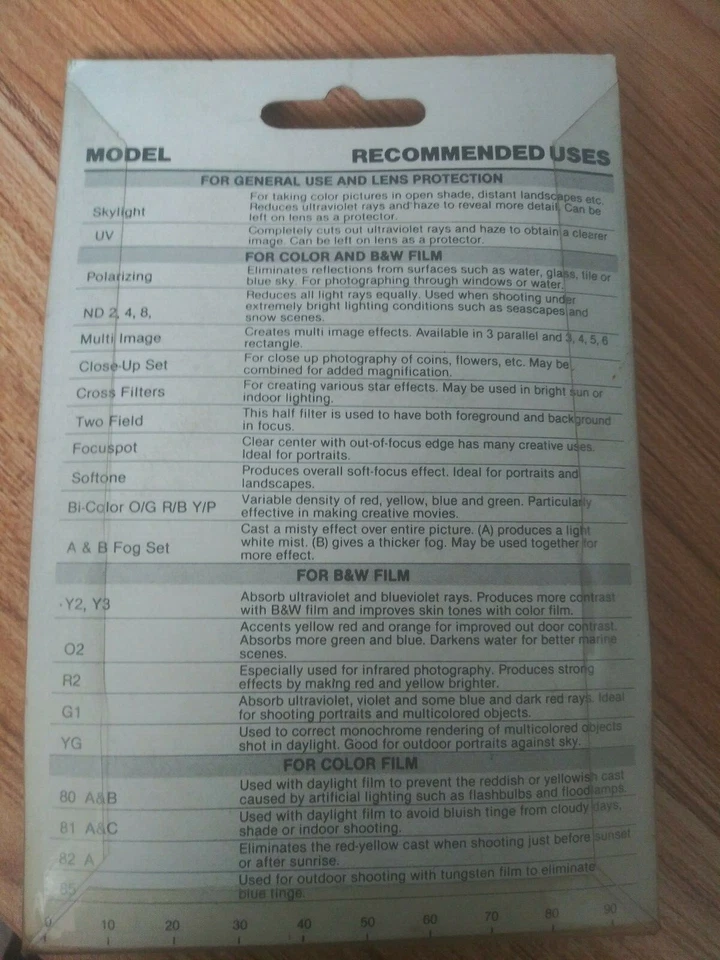 MODEL RECOMMENDED USES
FOR GENERAL USE AND LENS PROTECTION
For taking color pictures in open shade, distant landscapes etc.
Skylight Reduces ultraviolet rays and haze to reveal more detail. Can be
left on lens as a protector.
UV Completely cuts out ultraviolet rays and haze to obtain a clearer
image. Can be left on lens as a protector.
FOR COLOR AND B&W FILM
Polarizing Eliminates reflections from surfaces such as water, glass, tile or
blue sky. For photographing through windows or water.
Reduces all light rays equally. Used when shooting under
ND 2, 4, 8, extremely bright lighting conditions such as seascapes and
snow scenes.
Multi Image Creates multi image effects. Available in 3 parallel and 3, 4, 5, 6
rectangle.
Close-Up Set For close up photography of coins, flowers, etc. May be
combined for added magnification.
Cross Filters For creating various star effects. May be used in bright sun or
indoor lighting.
Two Field This half filter is used to have both foreground and background
in focus.
Focuspot Clear center with out-of-focus edge has many creative uses.
Ideal for portraits.
Softone Produces overall soft-focus effect. Ideal for portraits and
landscapes.
Bi-Color O/G R/B Y/P Variable density of red, yellow, blue and green. Particularly
effective in making creative movies.
Cast a misty effect over entire picture. (A) produces a light
A & B Fog Set white mist. (B) gives a thicker fog. May be used together for
more effect.
FOR B&W FILM
Y2, Y3 Absorb ultraviolet and blueviolet rays. Produces more contrast
with B&W film and improves skin tones with color film.
Accents yellow red and orange for improved out door contrast.
O2 Absorbs more green and blue. Darkens water for better marine
scenes.
R2 Especially used for infrared photography. Produces strong
effects by making red and yellow brighter.
G1 Absorb ultraviolet, violet and some blue and dark red rays. Ideal
for shooting portraits and multicolored objects.
YG Used to correct monochrome rendering of multicolored objects
shot in daylight. Good for outdoor portraits against sky.
FOR COLOR FILM
80 A&B Used with daylight film to prevent the reddish or yellowish cast
caused by artificial lighting such as flashbulbs and floodlamps.
81 A&C Used with daylight film to avoid bluish tinge from cloudy days,
shade or indoor shooting.
82 A Eliminates the red-yellow cast when shooting just before sunset
or after sunrise.
85 Used for outdoor shooting with tungsten film to eliminate
blue tinge.
0 10 20 30 40 50 60 70 80 90